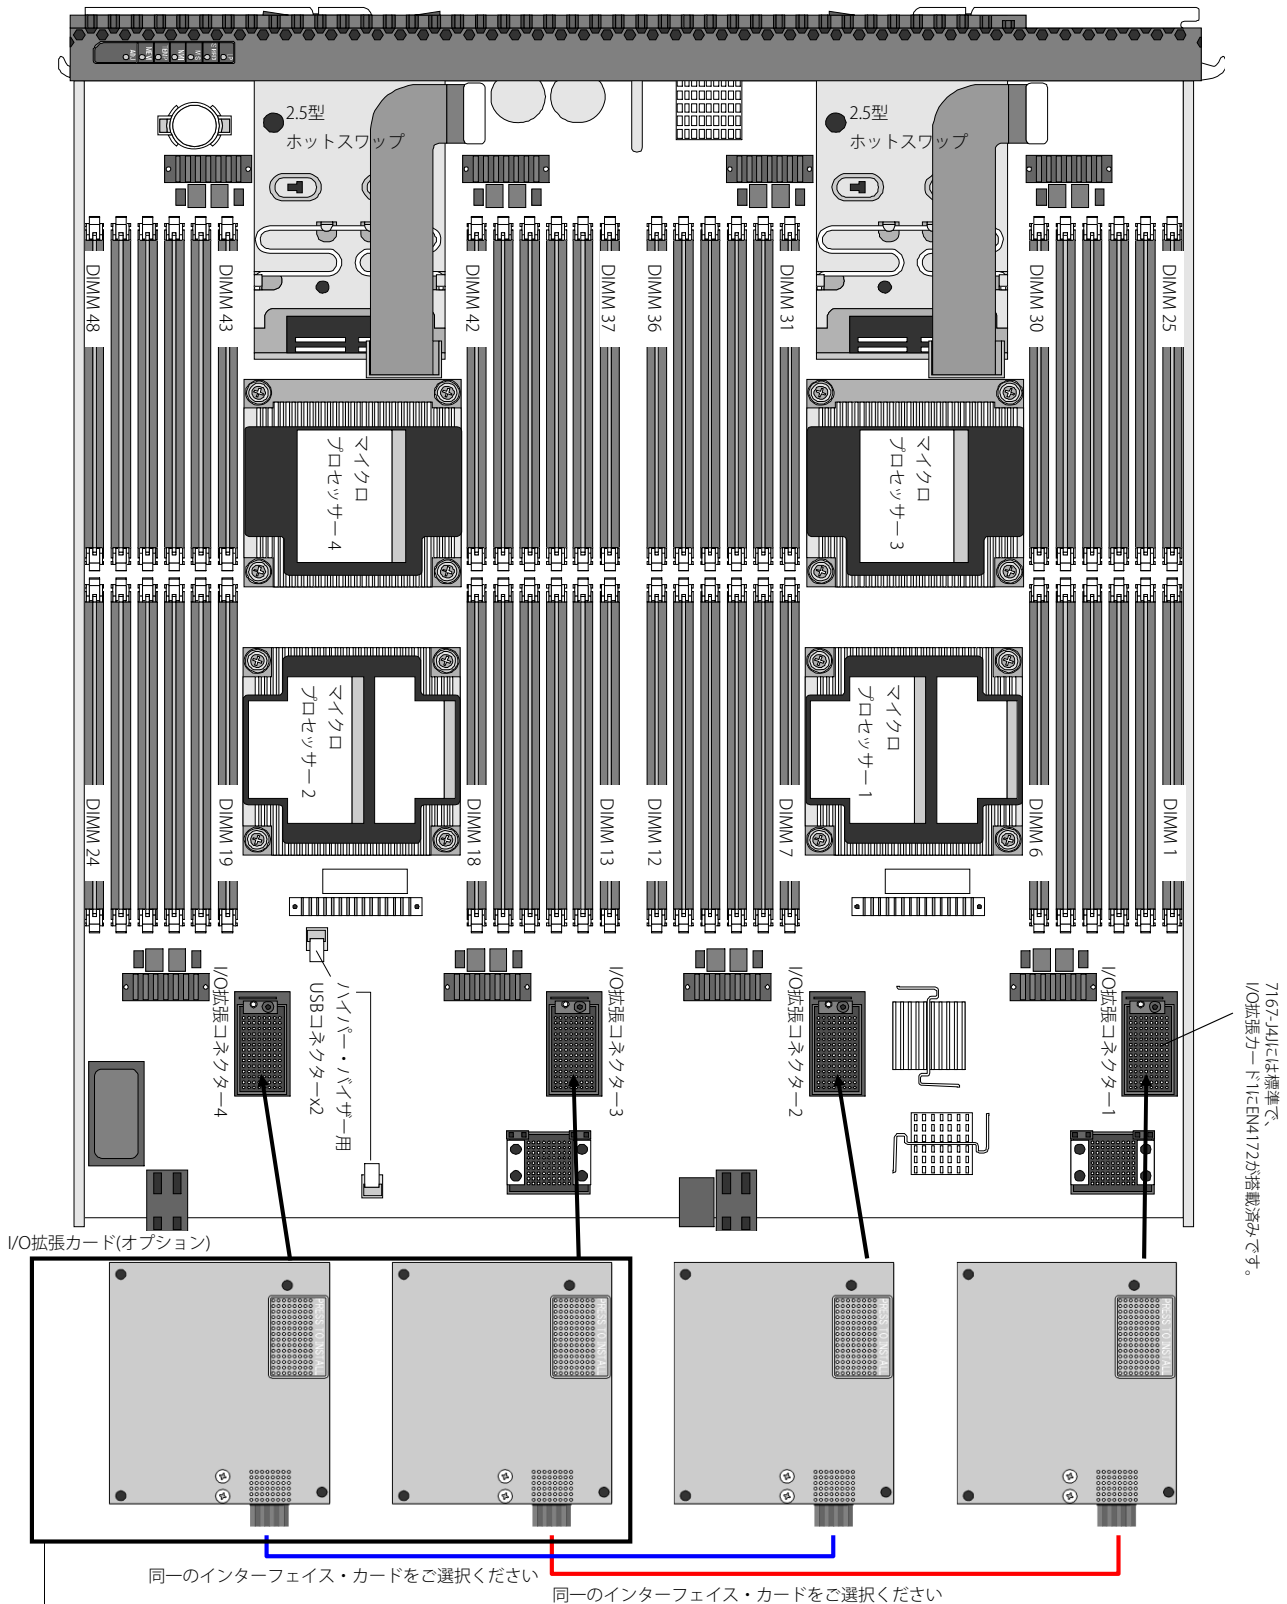 2.5型
ホットスワップ
2.5型
ホットスワップ
DIMM 48
DIMM 43
DIMM 42
DIMM 37
DIMM 36
DIMM 31
DIMM 30
DIMM 25
マイクロ
プロセッサー 4
マイクロ
プロセッサー 3
マイクロ
プロセッサー 2
マイクロ
プロセッサー 1
DIMM 24
DIMM 19
DIMM 18
DIMM 13
DIMM 12
DIMM 7
DIMM 6
DIMM 1
I/O拡張コネクター4
ハイパー・バイザー用
USBコネクターx2
I/O拡張コネクター3
I/O拡張コネクター2
I/O拡張コネクター1
7167-J4Jには標準で、
I/O拡張カード1にEN4172が搭載済みです。
I/O拡張カード(オプション)
PRESS TO INSTALL
PRESS TO INSTALL
PRESS TO INSTALL
PRESS TO INSTALL
同一のインターフェイス・カードをご選択ください
同一のインターフェイス・カードをご選択ください